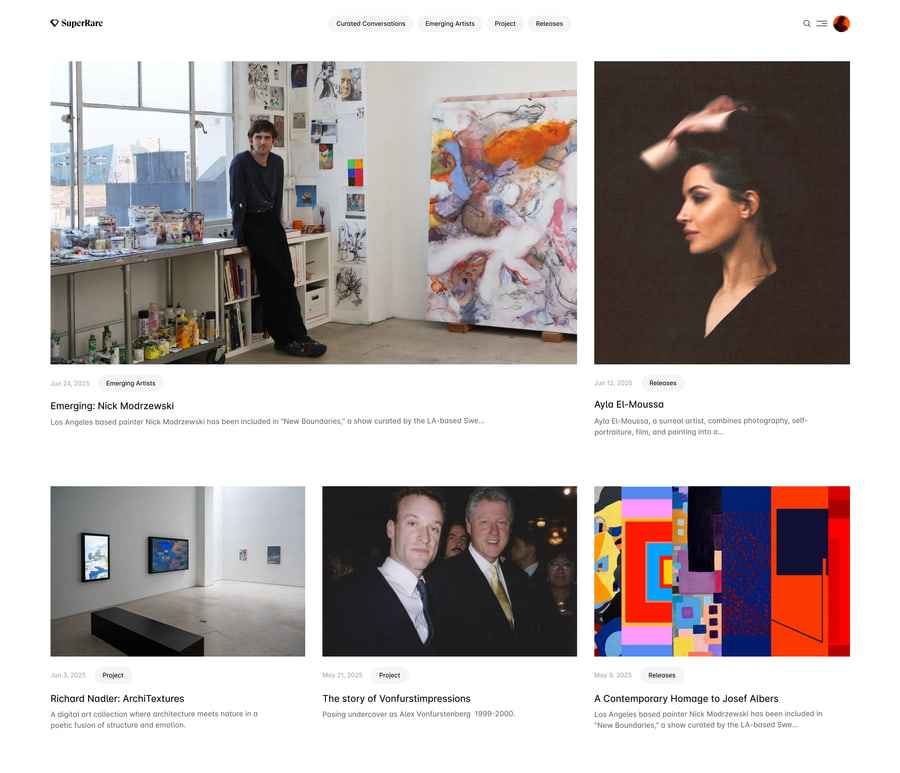 SuperRare
Curated Conversations
Emerging Artists
Project
Releases
Jun 24, 2025
Emerging Artists
Emerging: Nick Modrzewski
Los Angeles based painter Nick Modrzewski has been included in "New Boundaries," a show curated by the LA-based Swe...
Jun 12, 2025
Releases
Ayla El-Moussa
Ayla El-Moussa, a surreal artist, combines photography, self-
portraiture, film, and painting into a...
Jun 3, 2025
Project
Richard Nadler: ArchiTextures
A digital art collection where architecture meets nature in a
poetic fusion of structure and emotion.
May 21, 2025
Project
The story of Vonfurstimpressions
Posing undercover as Alex Vonfurstenberg 1999-2000.
May 9, 2025
Releases
A Contemporary Homage to Josef Albers
Los Angeles based painter Nick Modrzewski has been included in
"New Boundaries," a show curated by the LA-based Swe...